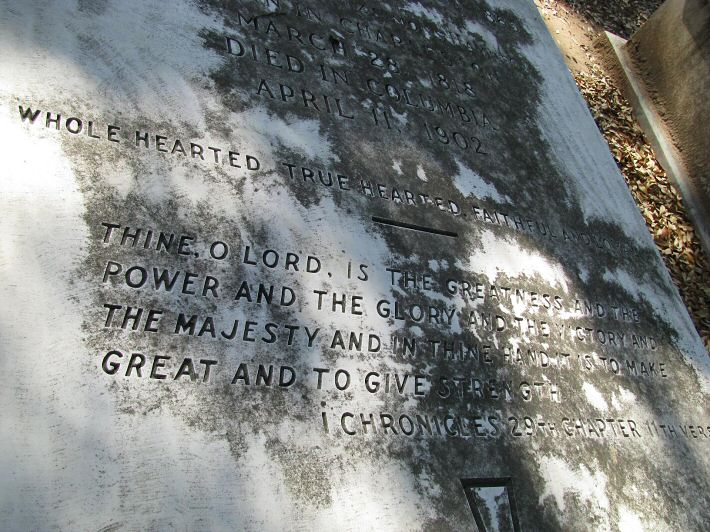 MARCH 28, 1818
DIED IN COLUMBIA
APRIL 11, 1902
WHOLE HEARTED, TRUE HEARTED, FAITHFUL AND
THINE, O LORD, IS THE GREATNESS AND THE
POWER AND THE GLORY AND THE VICTORY AND
THE MAJESTY AND IN THINE HAND IT IS TO MAKE
GREAT AND TO GIVE STRENGTH
i CHRONICLES 29TH CHAPTER 11TH VERS